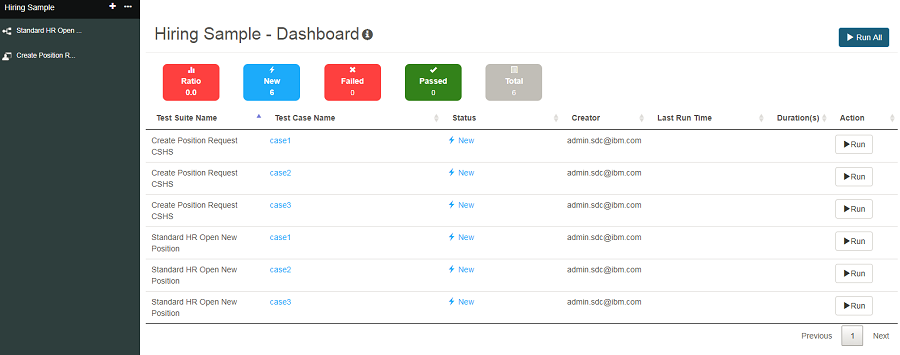 Hiring Sample
Standard HR Open ...
Create Position R...
Hiring Sample - Dashboard
Run All
Ratio
0.0
New
6
Failed
0
Passed
0
Total
6
Test Suite Name Test Case Name Status Creator Last Run Time Duration(s) Action
Create Position Request case1 New admin.sdc@ibm.com Run
CSHS
Create Position Request case2 New admin.sdc@ibm.com Run
CSHS
Create Position Request case3 New admin.sdc@ibm.com Run
CSHS
Standard HR Open New case1 New admin.sdc@ibm.com Run
Position
Standard HR Open New case2 New admin.sdc@ibm.com Run
Position
Standard HR Open New case3 New admin.sdc@ibm.com Run
Position
Previous 1 Next